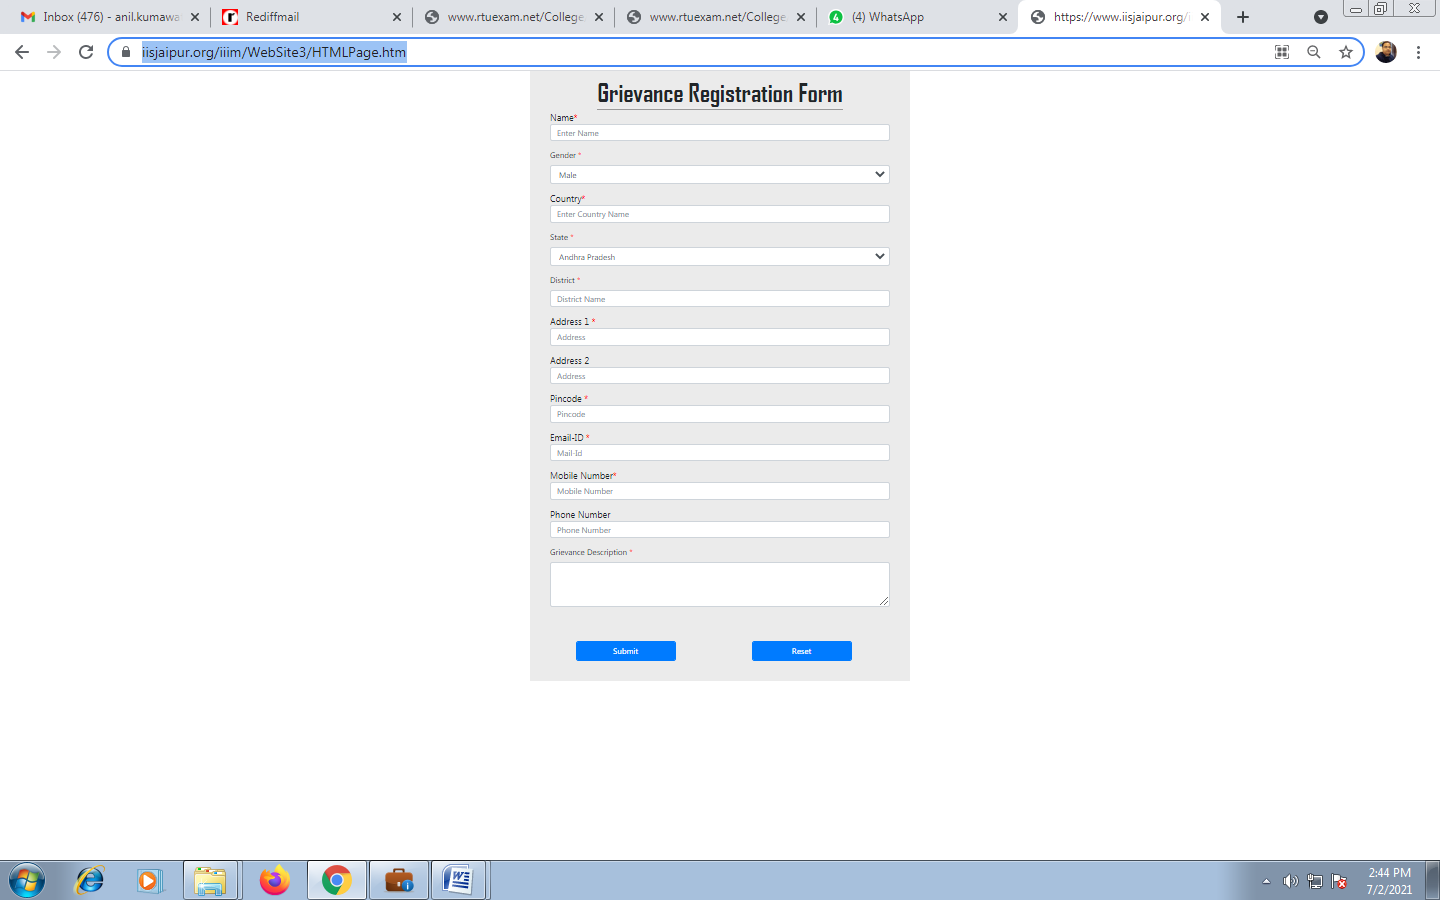 Inbox (476) - anil.kumawa
Rediffmail
www.rtuexam.net/College
www.rtuexam.net/College
(4) WhatsApp
https://www.iisjaipur.org/
iisjaipur.org/iiim/WebSite3/HTMLPage.htm
Grievance Registration Form
Name*
Enter Name
Gender *
Male
Country*
Enter Country Name
State *
Andhra Pradesh
District *
District Name
Address 1 *
Address
Address 2
Address
Pincode *
Pincode
Email-ID *
Mail-Id
Mobile Number*
Mobile Number
Phone Number
Phone Number
Grievance Description *
Submit
Reset
2:44 PM
7/2/2021